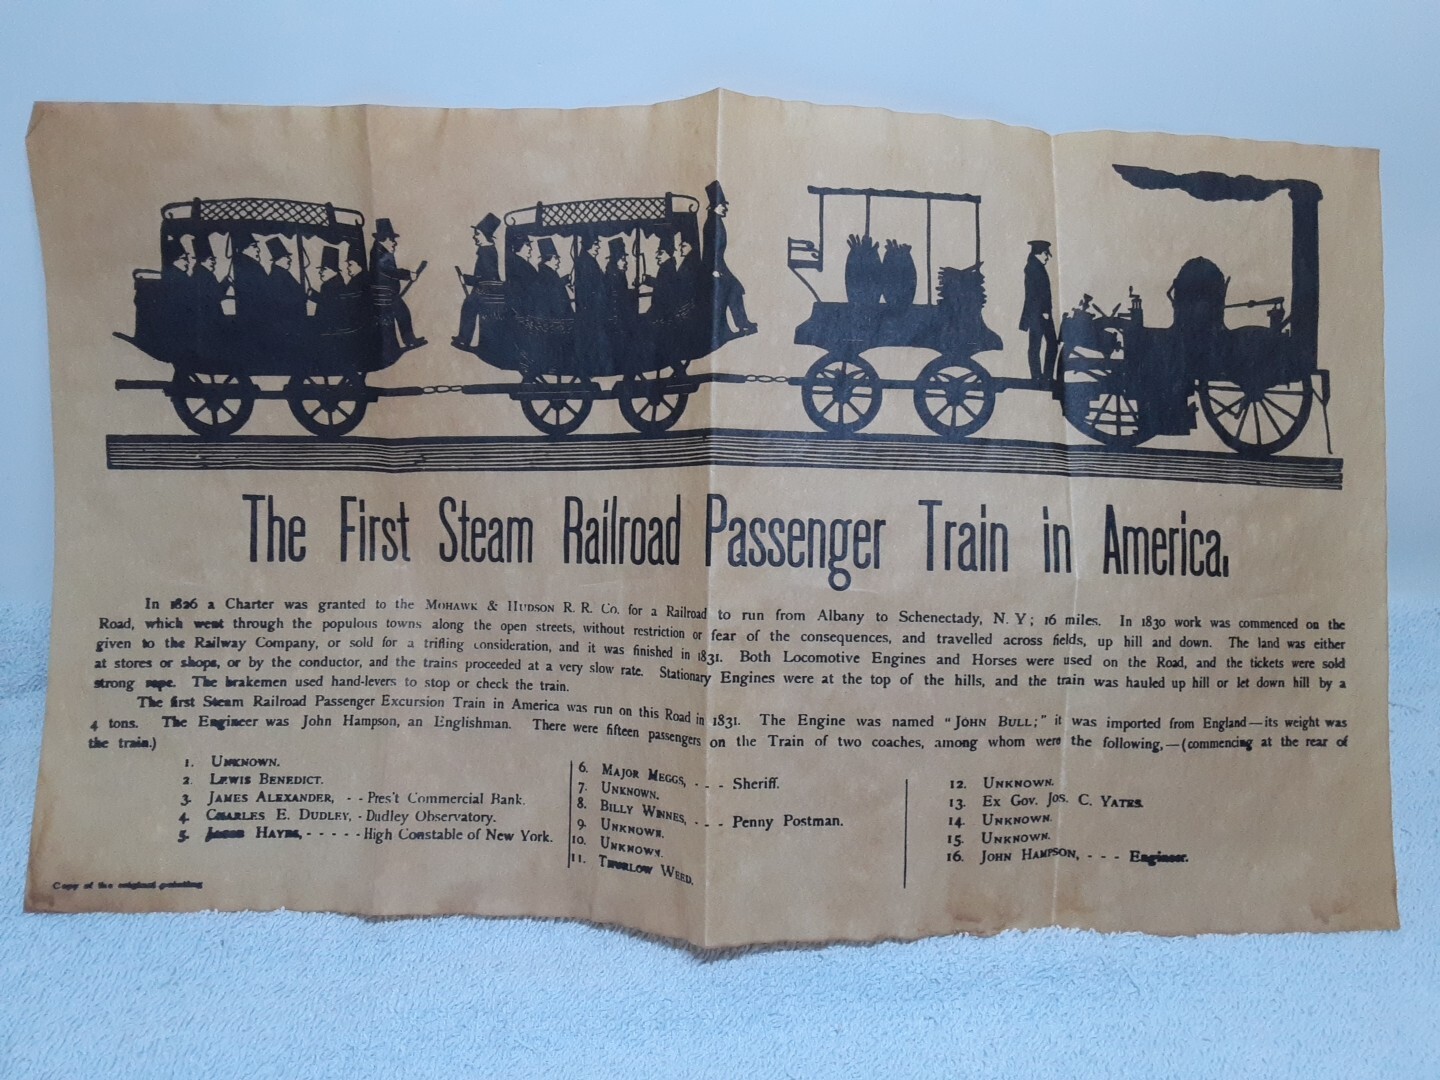 The First Steam Railroad Passenger Train in America.
In 1826 a Charter was granted to the MOHAWK & HUDSON R. R. Co. for a Railroad to run from Albany to Schenectady, N. Y; 16 miles. In 1830 work was commenced on the
Road, which went through the populous towns along the open streets, without restriction or fear of the consequences, and travelled across fields, up hill and down. The land was either
given to the Railway Company, or sold for a trifling consideration, and it was finished in 1831. Both Locomotive Engines and Horses were used on the Road, and the tickets were sold
at stores or shops, or by the conductor, and the trains proceeded at a very slow rate. Stationary Engines were at the top of the hills, and the train was hauled up hill or let down hill by a
strong rope. The brakemen used hand-levers to stop or check the train.
The first Steam Railroad Passenger Excursion Train in America was run on this Road in 1831. The Engine was named "JOHN BULL;" it was imported from England—its weight was
4 tons. The Engineer was John Hampson, an Englishman. There were fifteen passengers on the Train of two coaches, among whom were the following,—(commencing at the rear of
the train.)
1. UNKNOWN.
2. LEWIS BENEDICT.
3. JAMES ALEXANDER, - - Pres't Commercial Bank.
4. CHARLES E. DUDLEY, - Dudley Observatory.
5. JACOB HAYES, - - - - - High Constable of New York.
6. MAJOR MEGGS, - - - Sheriff.
7. UNKNOWN.
8. BILLY WINNES, - - - Penny Postman.
9. UNKNOWN.
10. UNKNOWN.
11. THURLOW WEED.
12. UNKNOWN.
13. EX GOV. JOS. C. YATES.
14. UNKNOWN.
15. UNKNOWN.
16. JOHN HAMPSON, - - - Engineer.
Copy of the original painting